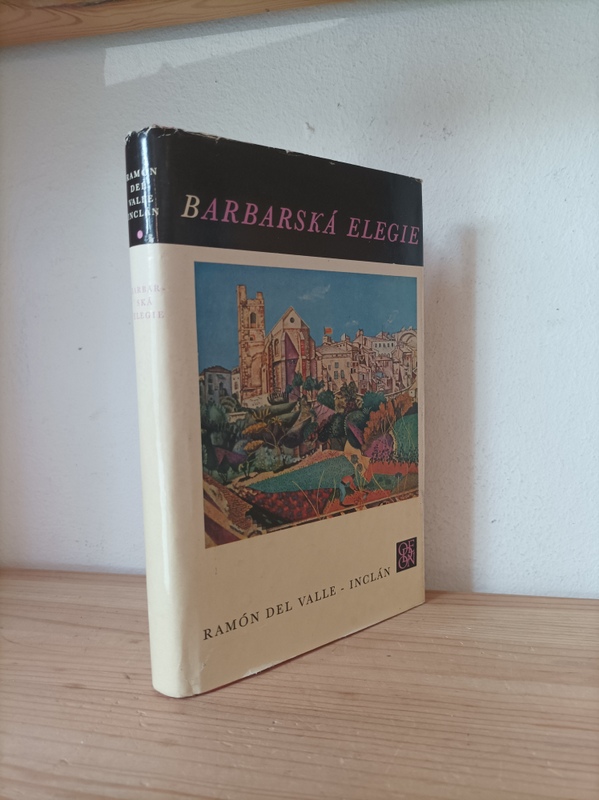 RAMÓN
DEL
VALLE
INCLÁN
BARBAR-
SKÁ
ELEGIE
BARBARSKÁ ELEGIE
ODEON
RAMÓN DEL VALLE - INCLÁN